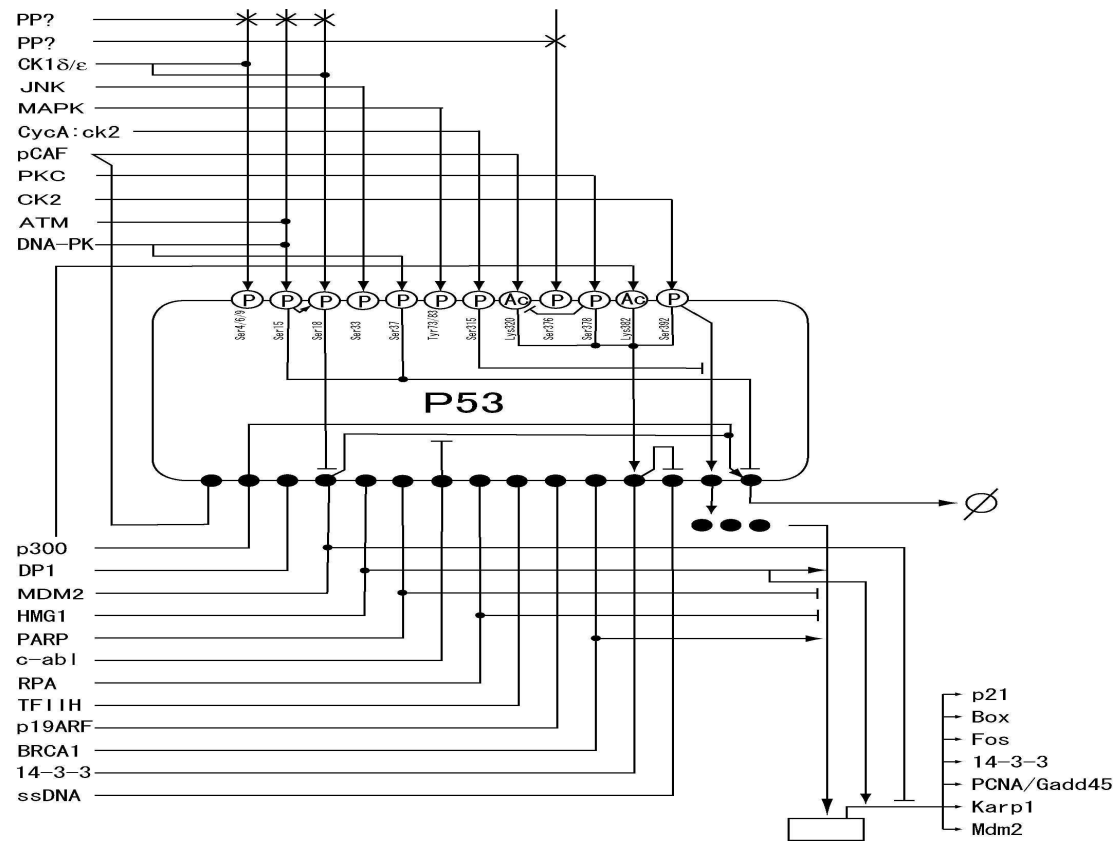 PP?
PP?
CK1δ/ε
JNK
MAPK
CycA:ck2
pCAF
PKC
CK2
ATM
DNA-PK
P P P P P P P Ac P P Ac P
Ser4/6/9
Ser15
Ser18
Ser33
Ser37
Tyr73/83
Ser315
Lys320
Ser376
Ser378
Lys382
Ser392
P53
p300
DP1
MDM2
HMG1
PARP
c-abl
RPA
TFIIH
p19ARF
BRCA1
14-3-3
ssDNA
p21
Box
Fos
14-3-3
PCNA/Gadd45
Karp1
Mdm2